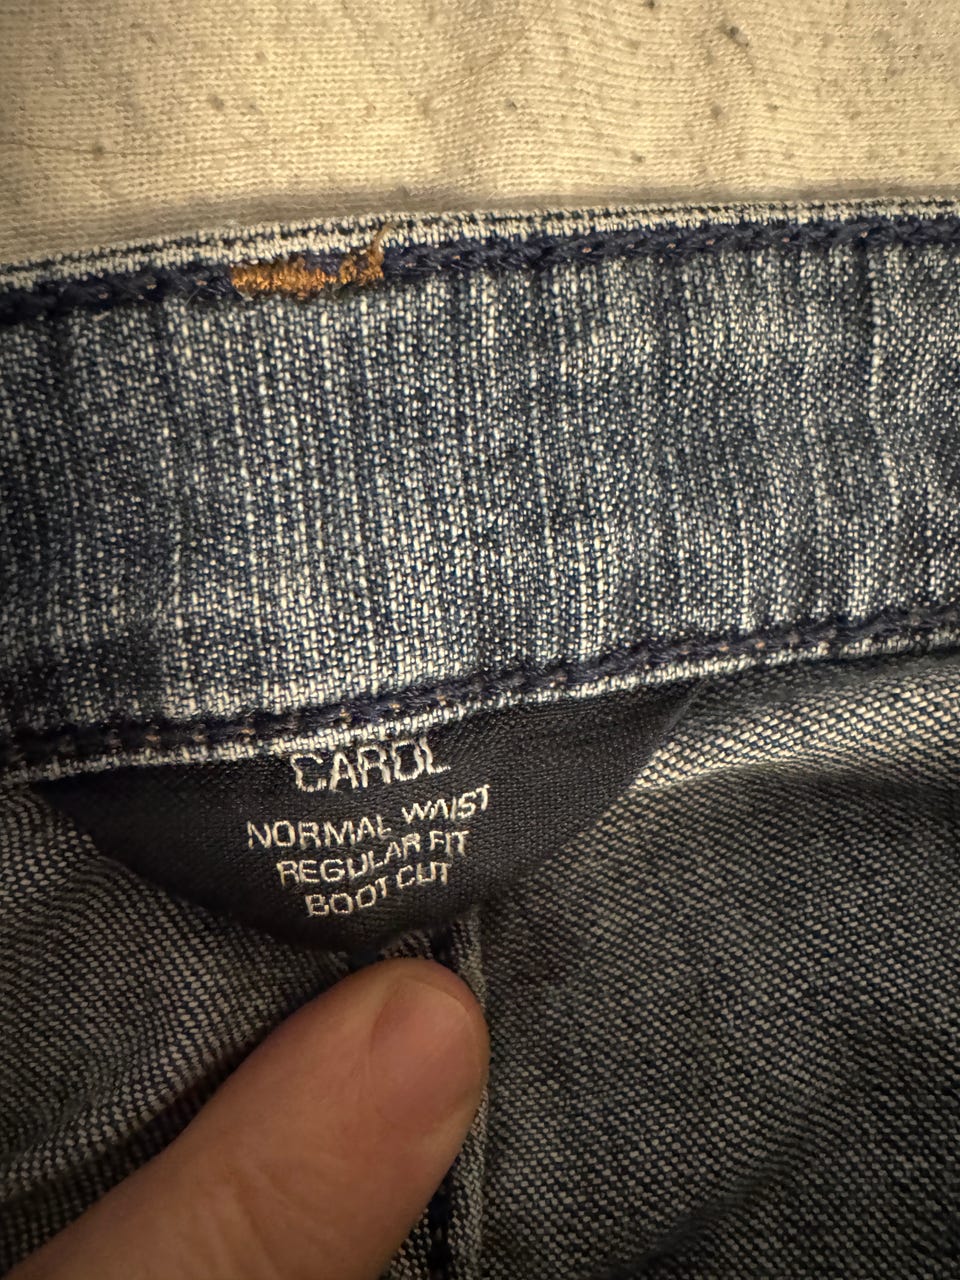 CAROL
NORMAL WAIST
REGULAR FIT
BOOT CUT